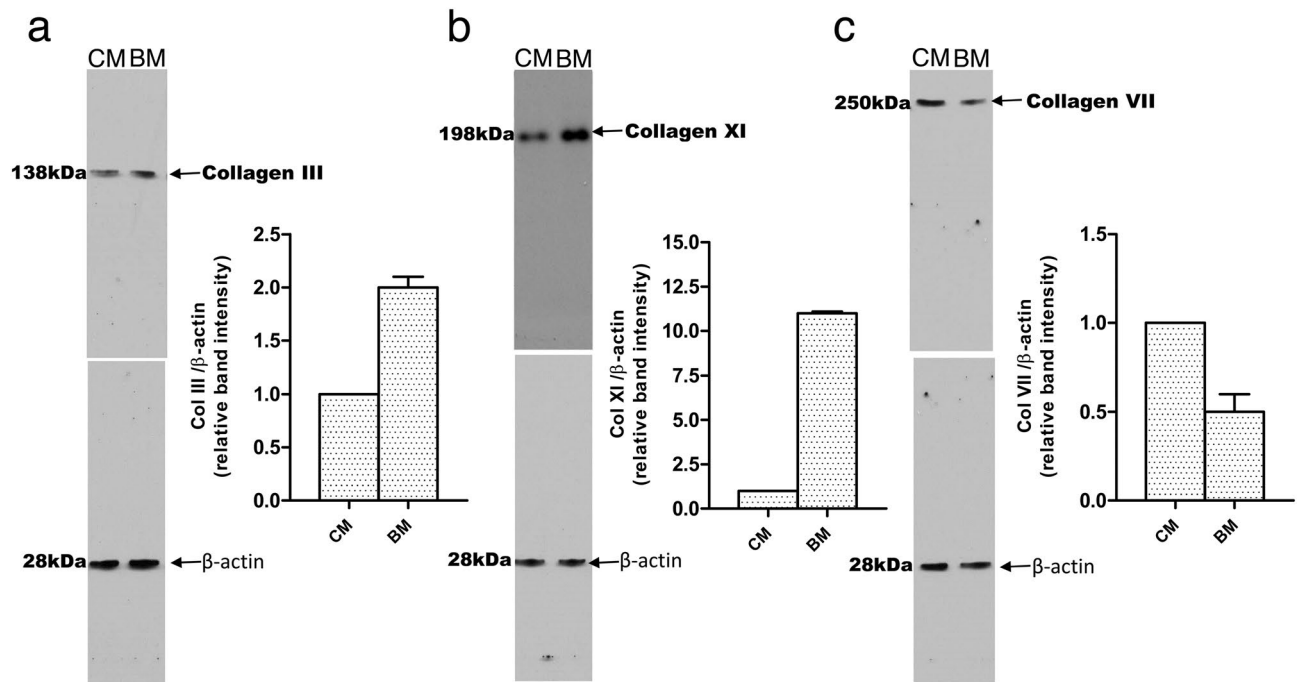 a
CM BM
138kDa
Collagen III
28kDa
β-actin
Col III /β-actin
(relative band intensity)
2.5
2.0
1.5
1.0
0.5
0.0
CM
BM
b
CM BM
198kDa
Collagen XI
28kDa
β-actin
Col XI /β-actin
(relative band intensity)
15.0
12.5
10.0
7.5
5.0
2.5
0.0
CM
BM
c
CM BM
250kDa
Collagen VII
28kDa
β-actin
Col VII /β-actin
(relative band intensity)
1.5
1.0
0.5
0.0
CM
BM